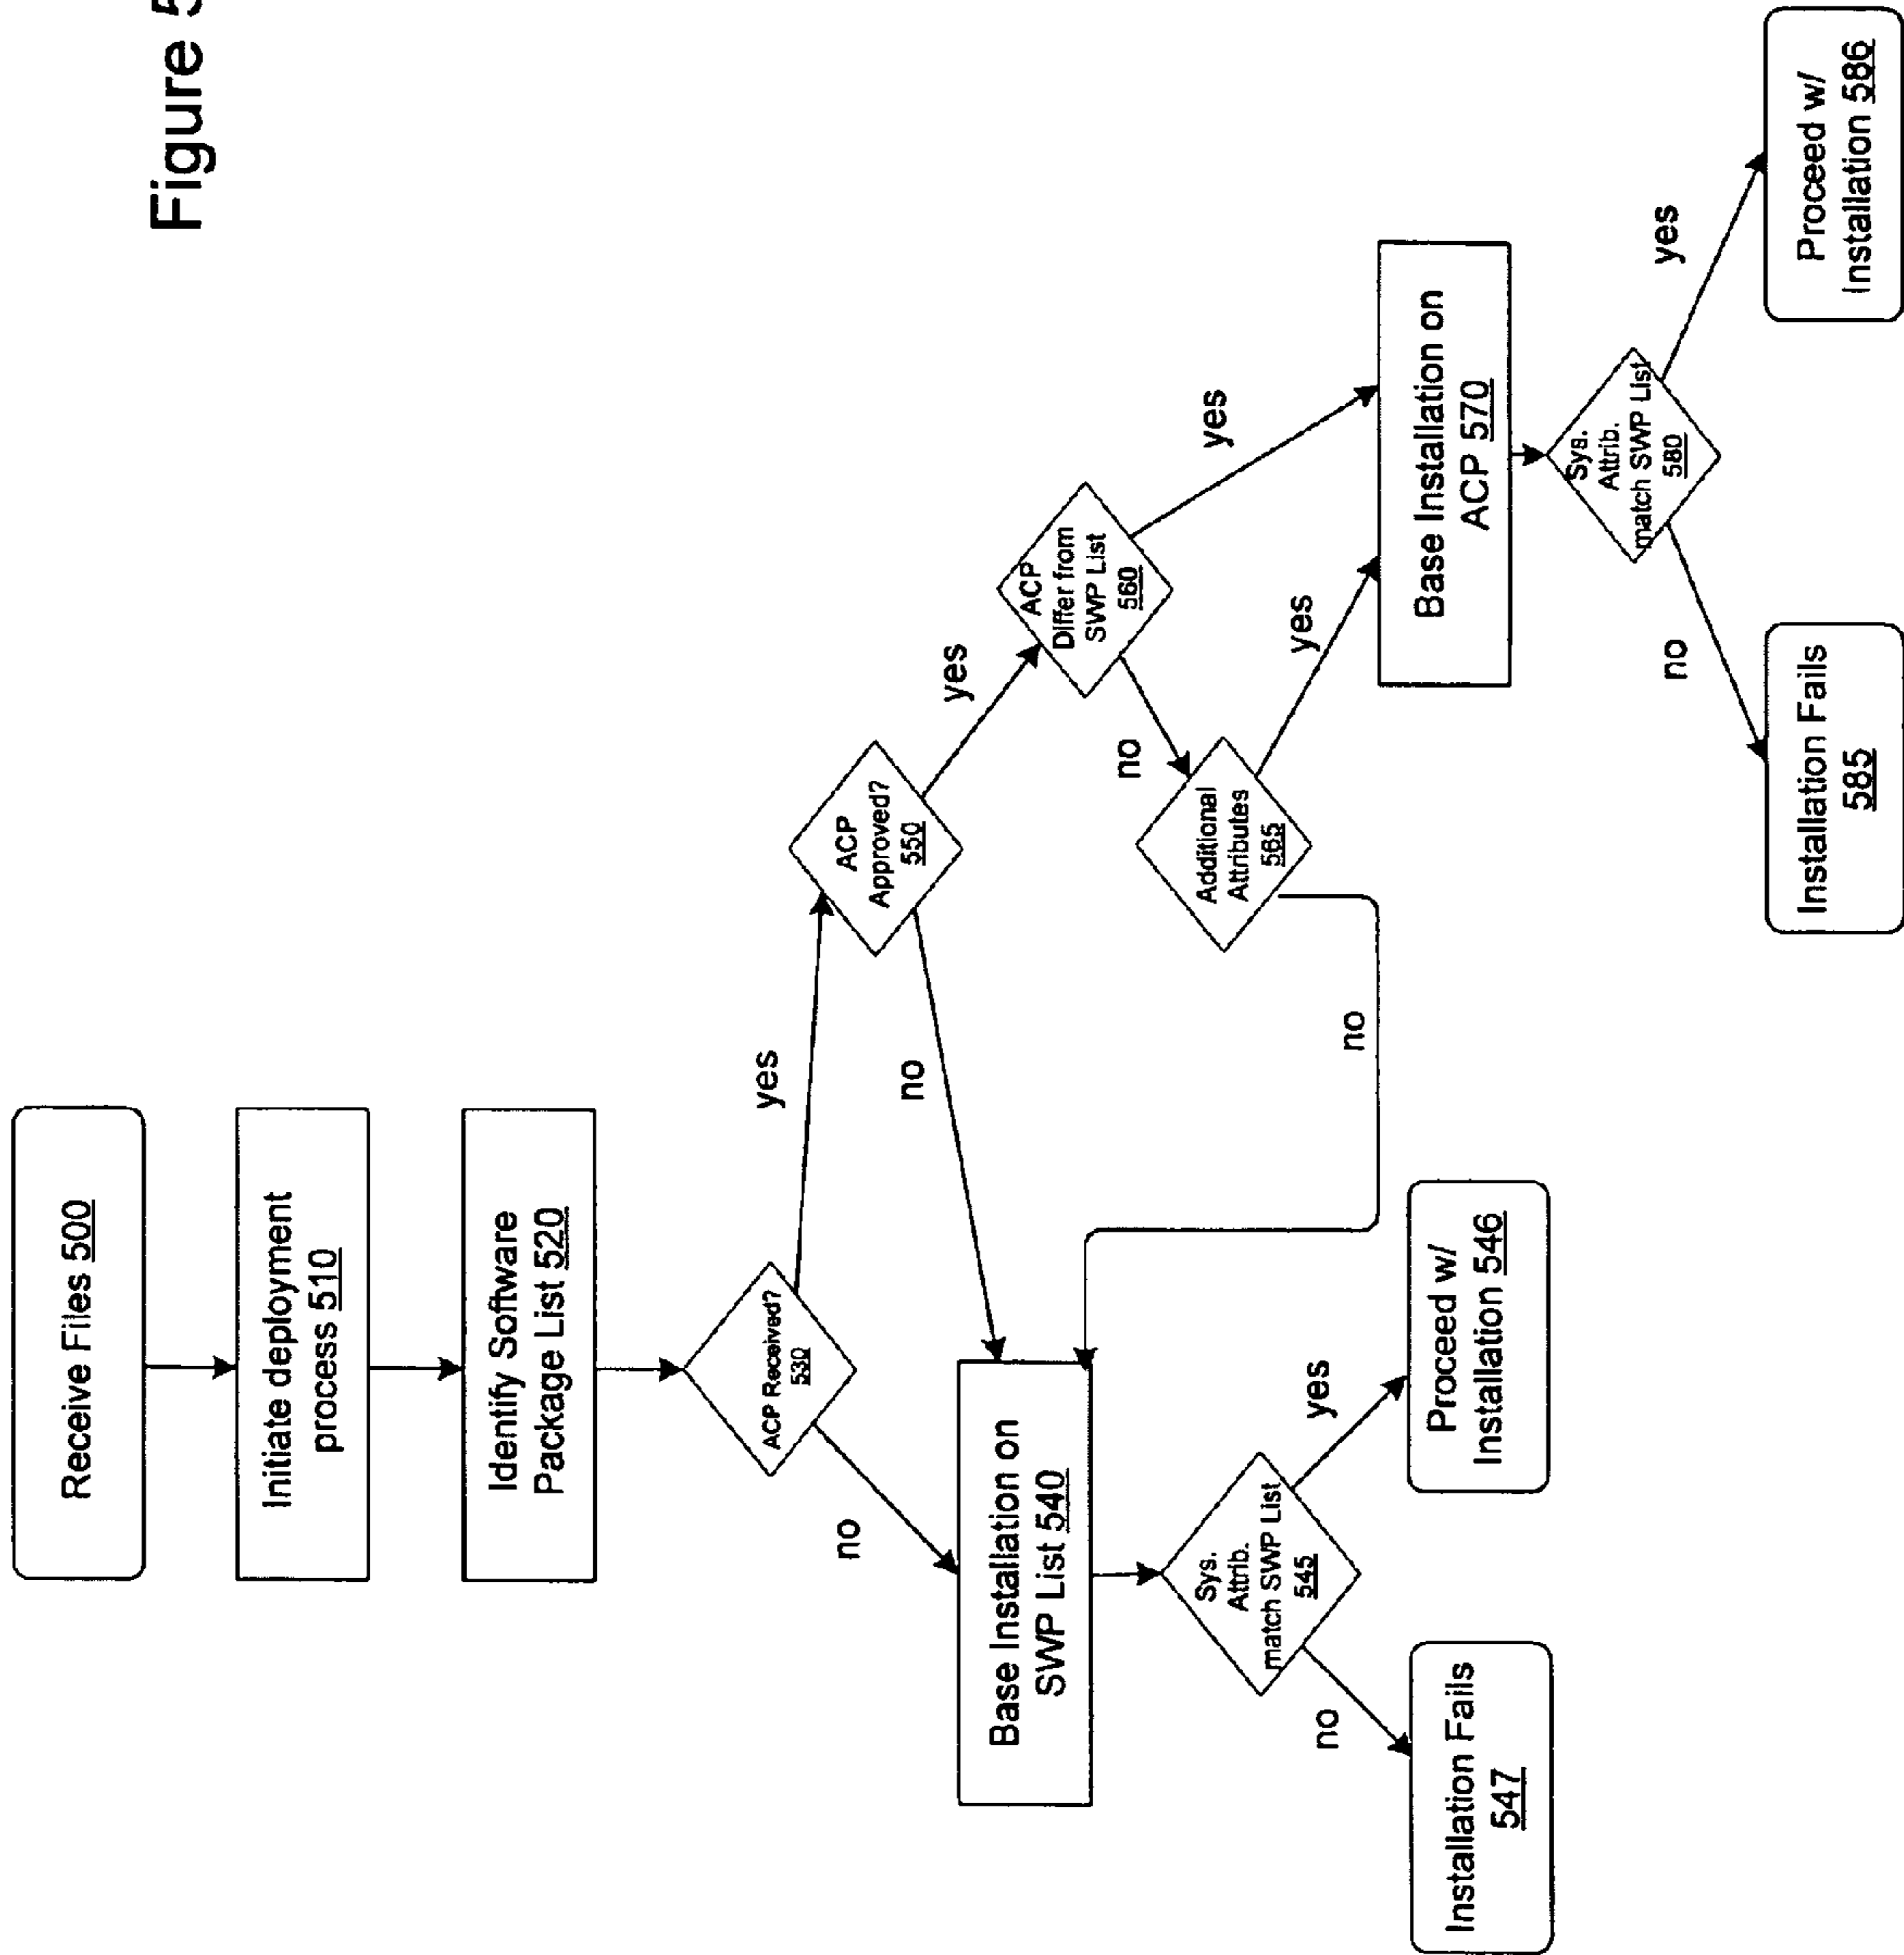 Figure 5
Receive Files 500
Initiate deployment
process 510
Identify Software
Package List 520
ACP Received?
530
yes
no
ACP
Approved?
550
yes
no
ACP
Differ from
SWP List
560
yes
no
Additional
Attributes
565
yes
no
Base Installation on
SWP List 540
Sys.
Attrib.
match SWP List
545
yes
no
Proceed w/
Installation 546
Installation Fails
547
Base Installation on
ACP 570
Sys.
Attrib.
match SWP List
580
yes
no
Proceed w/
Installation 586
Installation Fails
585